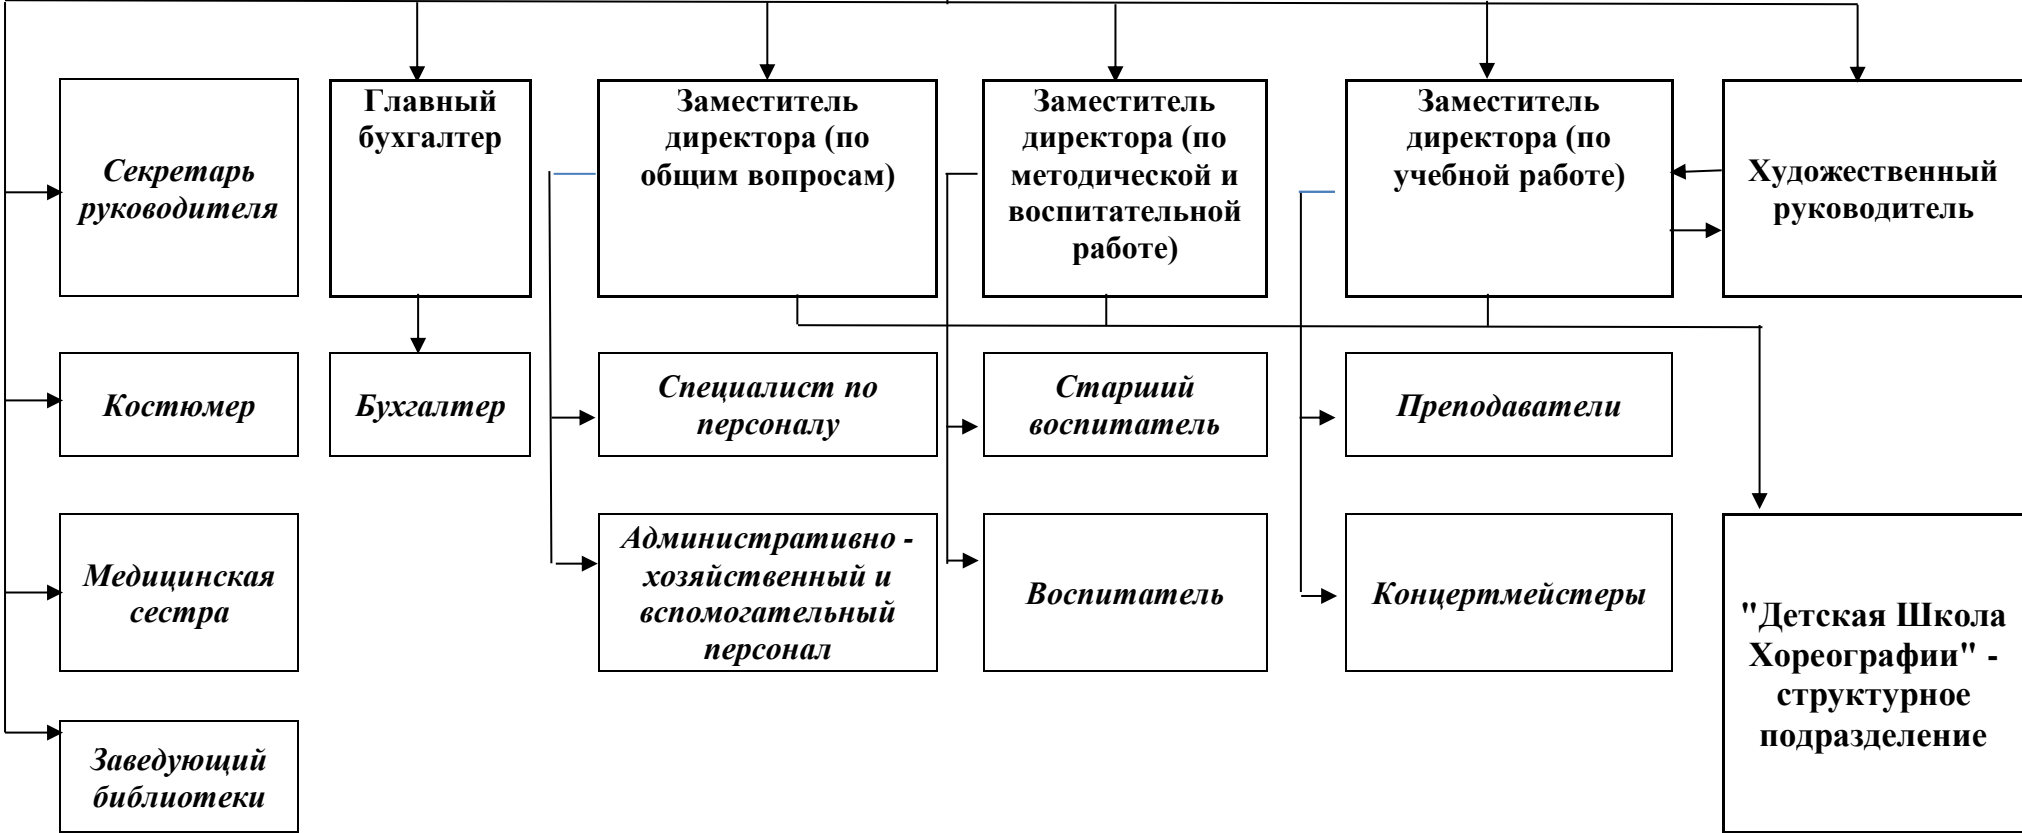 Секретарь
руководителя
Главный
бухгалтер
Заместитель
директора (по
общим вопросам)
Заместитель
директора (по
методической и
воспитательной
работе)
Заместитель
директора (по
учебной работе)
Художественный
руководитель
Костюмер
Бухгалтер
Специалист по
персоналу
Старший
воспитатель
Преподаватели
Медицинская
сестра
Административно -
хозяйственный и
вспомогательный
персонал
Воспитатель
Концертмейстеры
"Детская Школа
Хореографии" -
структурное
подразделение
Заведующий
библиотеки